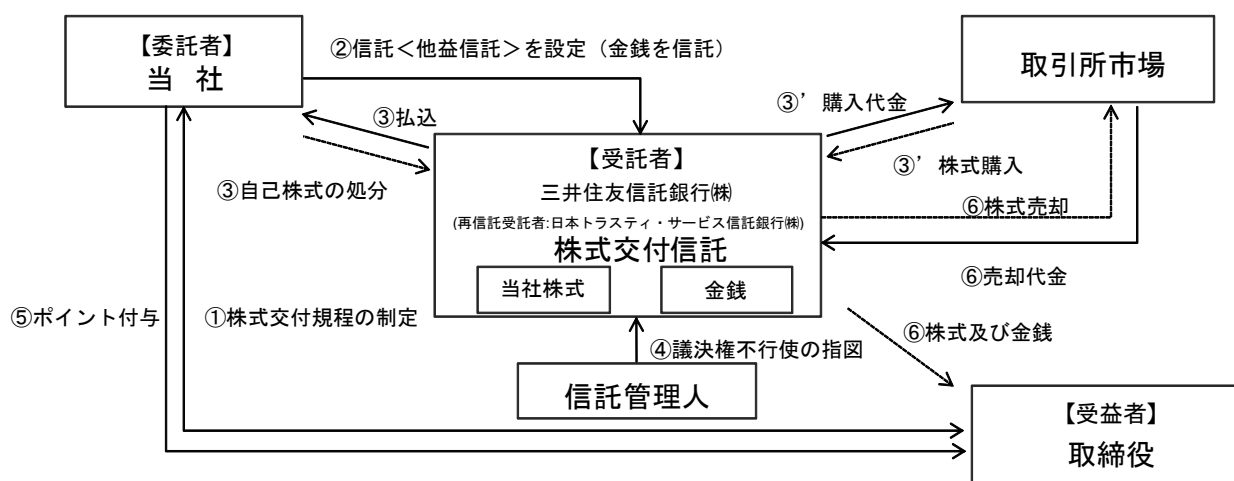 【委託者】
当 社
②信託＜他益信託＞を設定（金銭を信託）
取引所市場
③払込
③’購入代金
【受託者】
三井住友信託銀行㈱
(再信託受託者:日本トラスティ・サービス信託銀行㈱)
株式交付信託
当社株式
金銭
③自己株式の処分
③’株式購入
⑥株式売却
⑥売却代金
⑤ポイント付与
①株式交付規程の制定
⑥株式及び金銭
④議決権不行使の指図
信託管理人
【受益者】
取締役